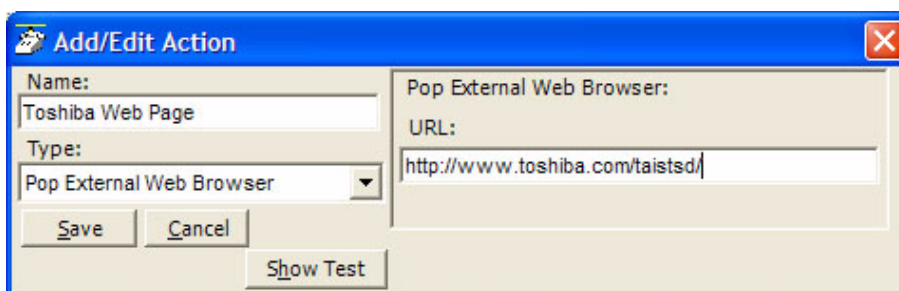 Add/Edit Action
Name:
Toshiba Web Page
Type:
Pop External Web Browser
Save Cancel
Show Test
Pop External Web Browser:
URL:
http://www.toshiba.com/taistsd/